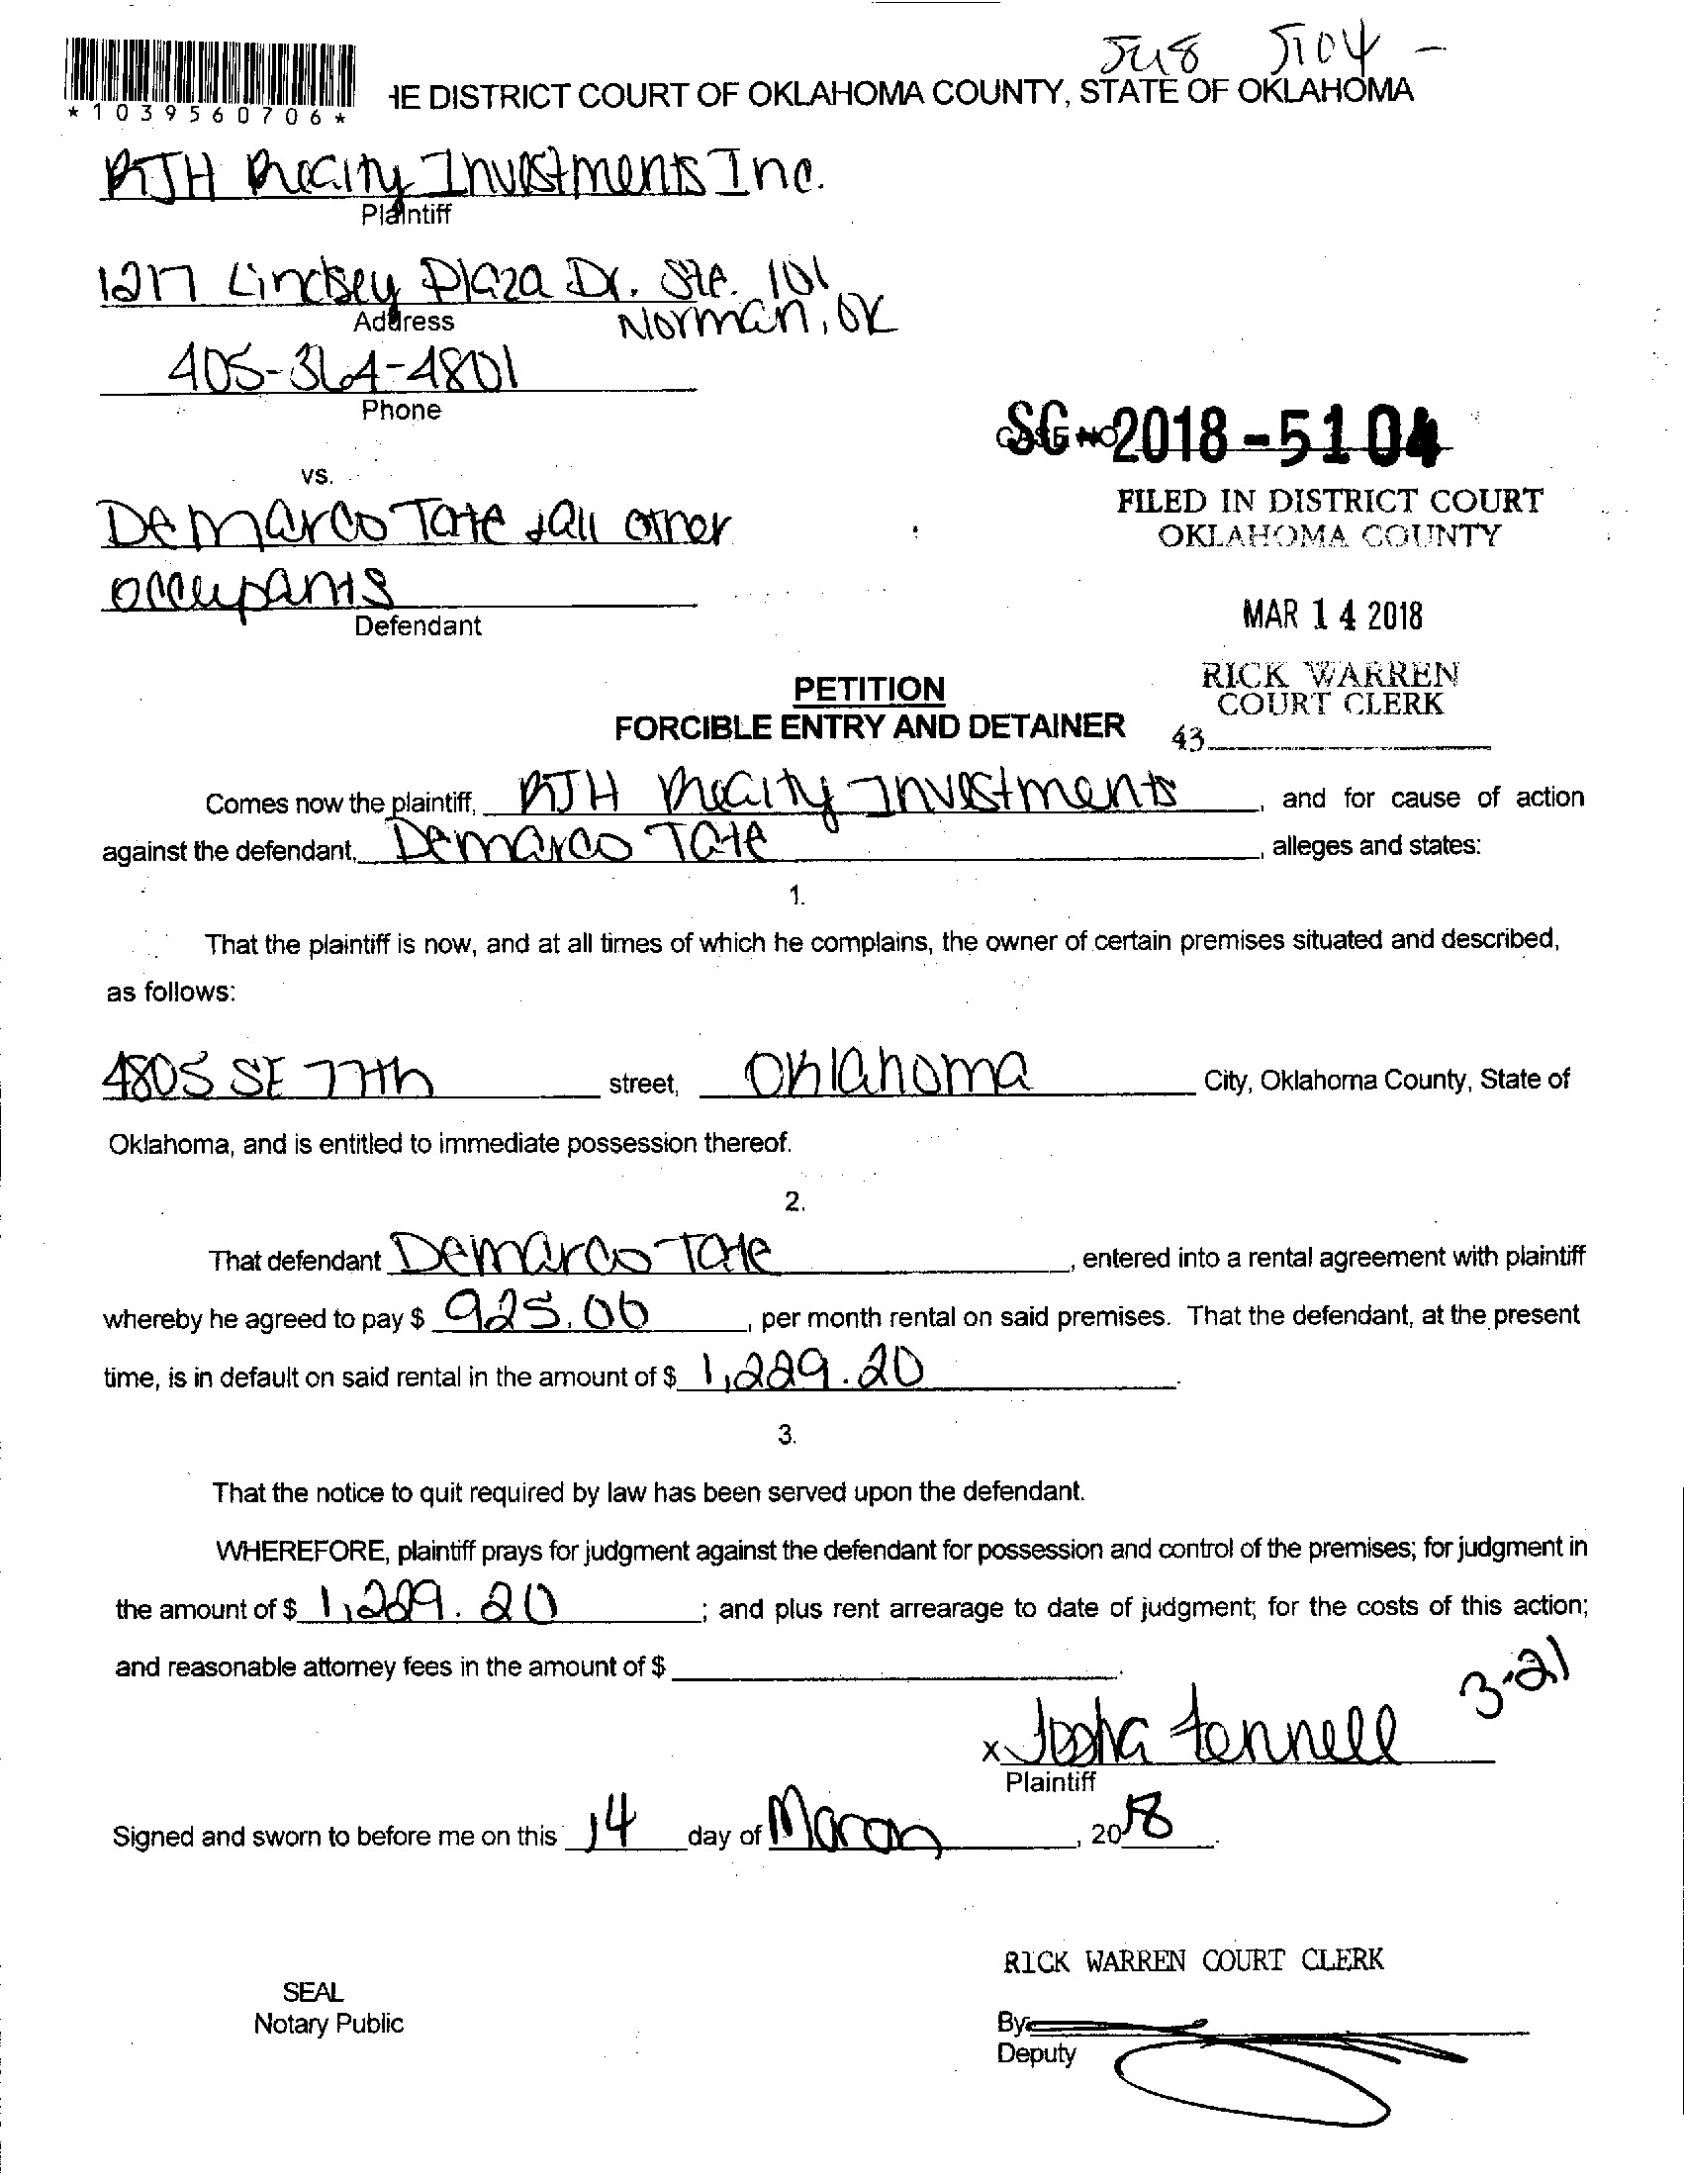 5104 -
HE DISTRICT COURT OF OKLAHOMA COUNTY, STATE OF OKLAHOMA
*1039560706*
RJH Investments Inc.
Plaintiff
1217 Lindsey Plaza Dr. Ste. 101
Norman, OK
Address
405-364-4801
Phone
CASE NO
SC - 2018 - 5104
vs.
FILED IN DISTRICT COURT
OKLAHOMA COUNTY
Demarco Tate & all other
occupants
Defendant
MAR 14 2018
RICK WARREN
COURT CLERK
43
PETITION
FORCIBLE ENTRY AND DETAINER
Comes now the plaintiff, RJH Investments, and for cause of action
against the defendant, Demarco Tate, alleges and states:
1.
That the plaintiff is now, and at all times of which he complains, the owner of certain premises situated and described,
as follows:
4805 SE 77th street, Oklahoma City, Oklahoma County, State of
Oklahoma, and is entitled to immediate possession thereof.
2.
That defendant Demarco Tate, entered into a rental agreement with plaintiff
whereby he agreed to pay $ 925.00, per month rental on said premises. That the defendant, at the present
time, is in default on said rental in the amount of $ 1,229.20.
3.
That the notice to quit required by law has been served upon the defendant.
WHEREFORE, plaintiff prays for judgment against the defendant for possession and control of the premises; for judgment in
the amount of $ 1,229.20; and plus rent arrearage to date of judgment; for the costs of this action;
and reasonable attorney fees in the amount of $
3-21
x Fennell
Plaintiff
Signed and sworn to before me on this 14 day of March, 2018.
RICK WARREN COURT CLERK
SEAL
Notary Public
By
Deputy